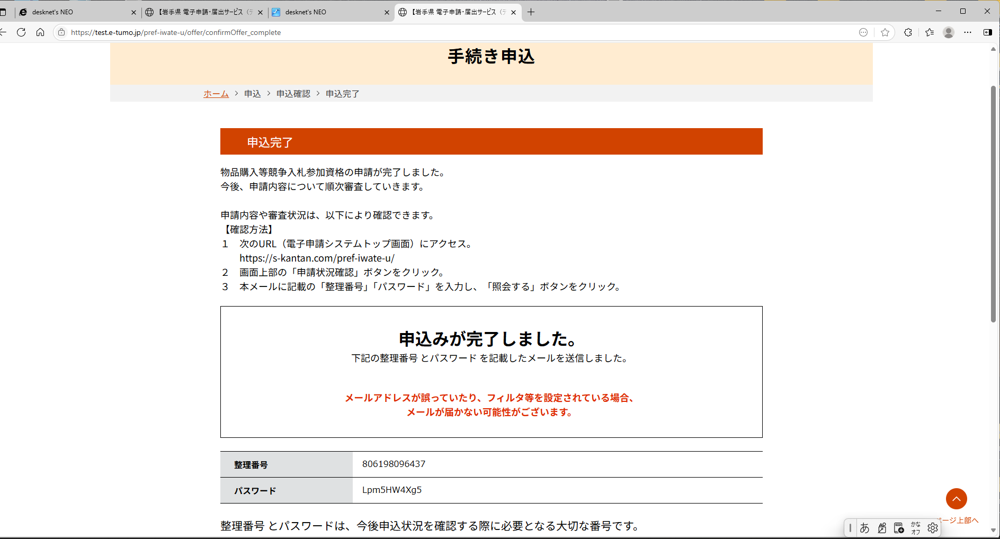 desknet's NEO
【岩手県 電子申請・届出サービス（テ
desknet's NEO
【岩手県 電子申請・届出サービス（テ
https://test.e-tumo.jp/pref-iwate-u/offer/confirmOffer_complete
手続き申込
ホーム > 申込 > 申込確認 > 申込完了
申込完了
物品購入等競争入札参加資格の申請が完了しました。
今後、申請内容について順次審査していきます。
申請内容や審査状況は、以下により確認できます。
【確認方法】
１　次のURL（電子申請システムトップ画面）にアクセス。
https://s-kantan.com/pref-iwate-u/
２　画面上部の「申請状況確認」ボタンをクリック。
３　本メールに記載の「整理番号」「パスワード」を入力し、「照会する」ボタンをクリック。
申込みが完了しました。
下記の整理番号 とパスワード を記載したメールを送信しました。
メールアドレスが誤っていたり、フィルタ等を設定されている場合、
メールが届かない可能性がございます。
整理番号 806198096437
パスワード Lpm5HW4Xg5
整理番号 とパスワードは、今後申込状況を確認する際に必要となる大切な番号です。
ページ上部へ
あ
かな
オフ